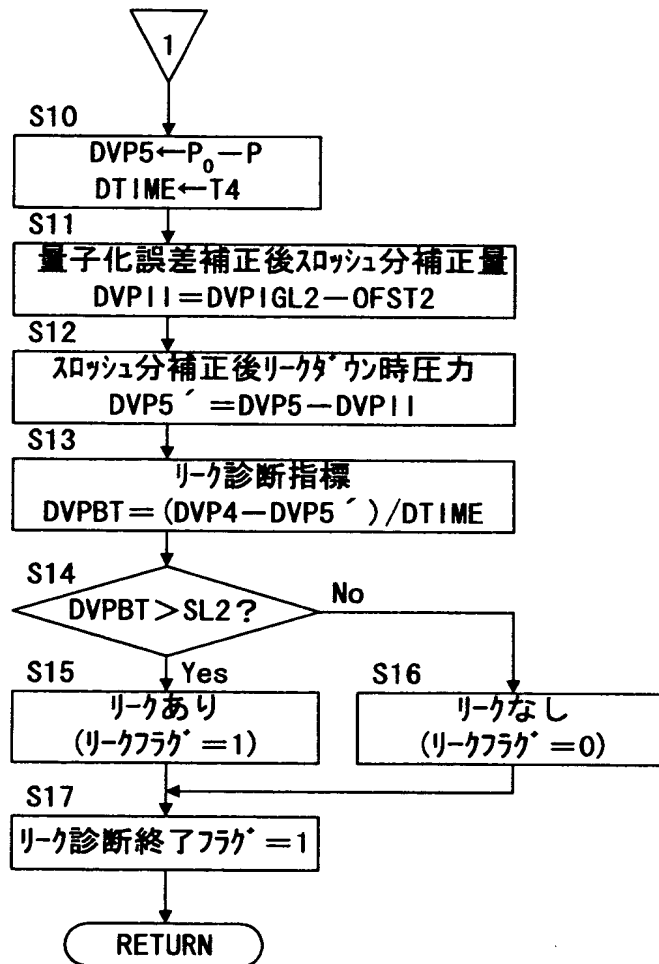 1
S10
DVP5←P₀−P
DTIME←T4
S11
量子化誤差補正後ｽﾛｯｼｭ分補正量
DVPII＝DVPIGL2−OFST2
S12
ｽﾛｯｼｭ分補正後ﾘｰｸﾀﾞｳﾝ時圧力
DVP5´＝DVP5−DVPII
S13
ﾘｰｸ診断指標
DVPBT＝(DVP4−DVP5´)/DTIME
S14
DVPBT＞SL2？
No
Yes
S15
ﾘｰｸあり
(ﾘｰｸﾌﾗｸﾞ＝1)
S16
ﾘｰｸなし
(ﾘｰｸﾌﾗｸﾞ＝0)
S17
ﾘｰｸ診断終了ﾌﾗｸﾞ＝1
RETURN